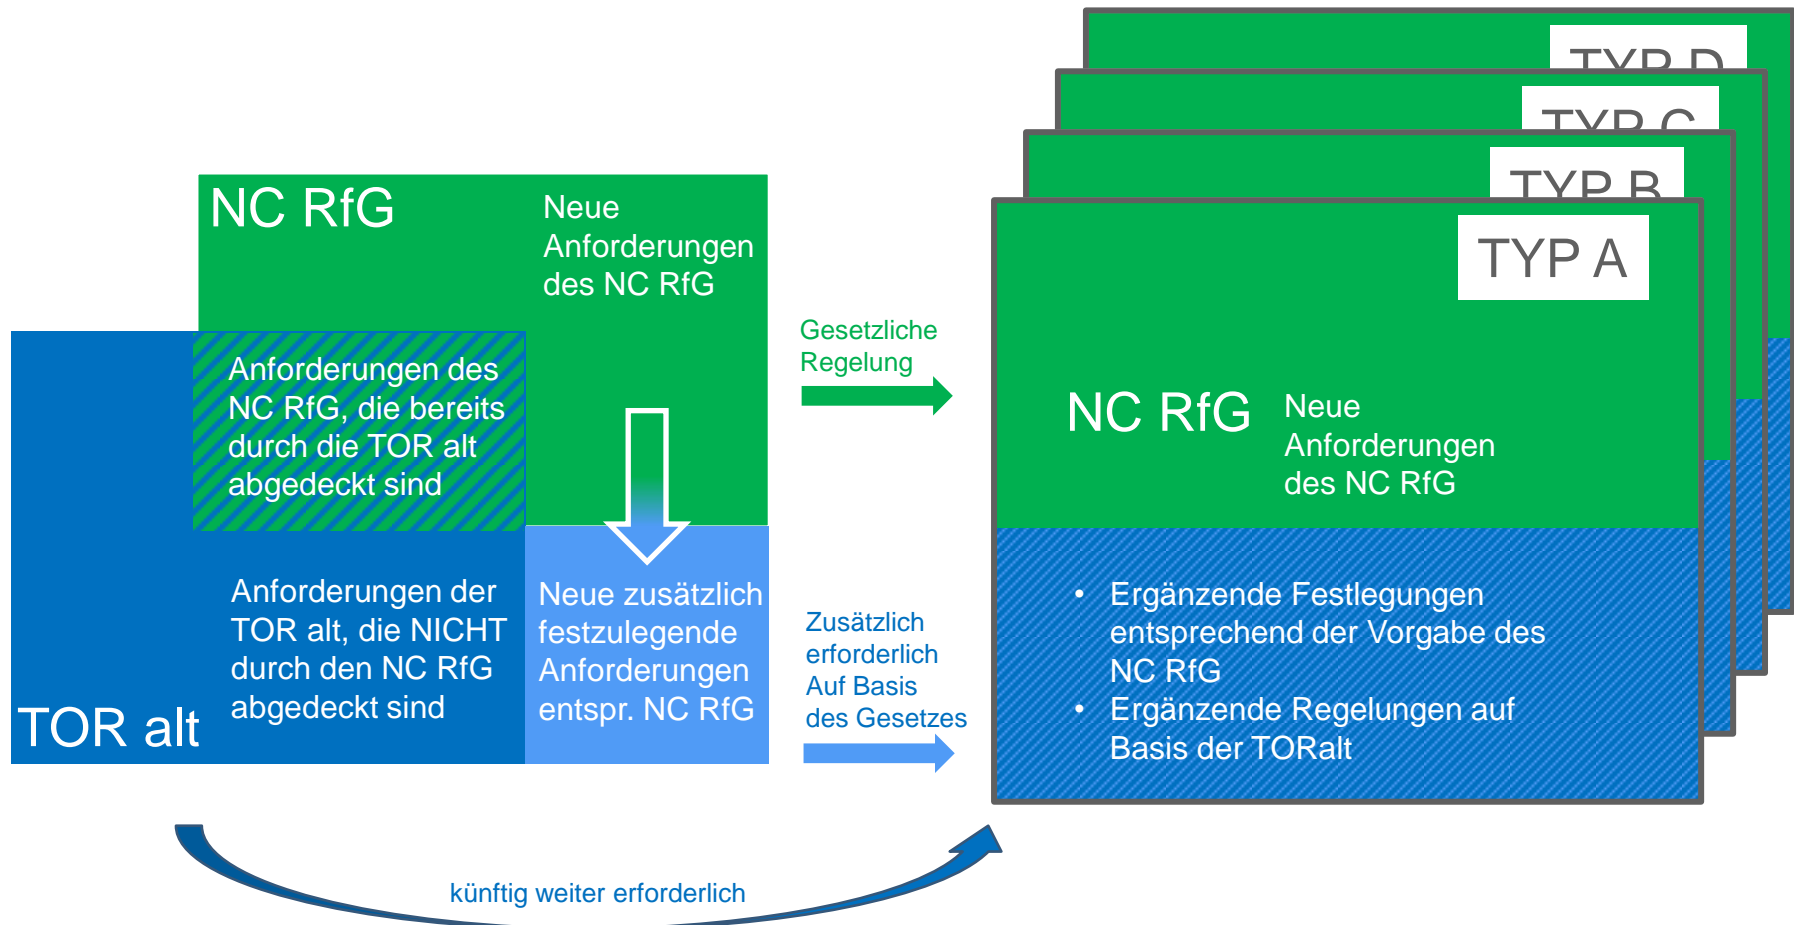 NC RfG
Neue
Anforderungen
des NC RfG
Anforderungen des
NC RfG, die bereits
durch die TOR alt
abgedeckt sind
TOR alt
Anforderungen der
TOR alt, die NICHT
durch den NC RfG
abgedeckt sind
Neue zusätzlich
festzulegende
Anforderungen
entspr. NC RfG
Gesetzliche
Regelung
Zusätzlich
erforderlich
Auf Basis
des Gesetzes
künftig weiter erforderlich
TYP D
TYP C
TYP B
TYP A
NC RfG
Neue
Anforderungen
des NC RfG
• Ergänzende Festlegungen
entsprechend der Vorgabe des
NC RfG
• Ergänzende Regelungen auf
Basis der TORalt